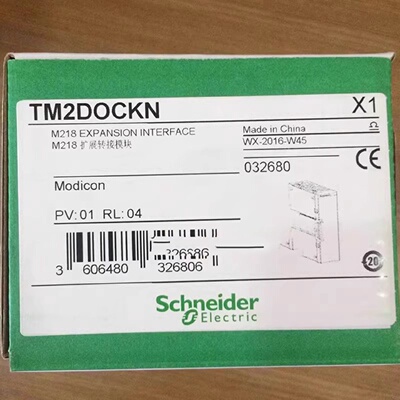 TM2DOCKN
X1
M218 EXPANSION INTERFACE
M218 扩展转接模块
Made in China
WX-2016-W45
032680
CE
Modicon
PV:01 RL:04
3 606480 326806
20
Schneider
Electric